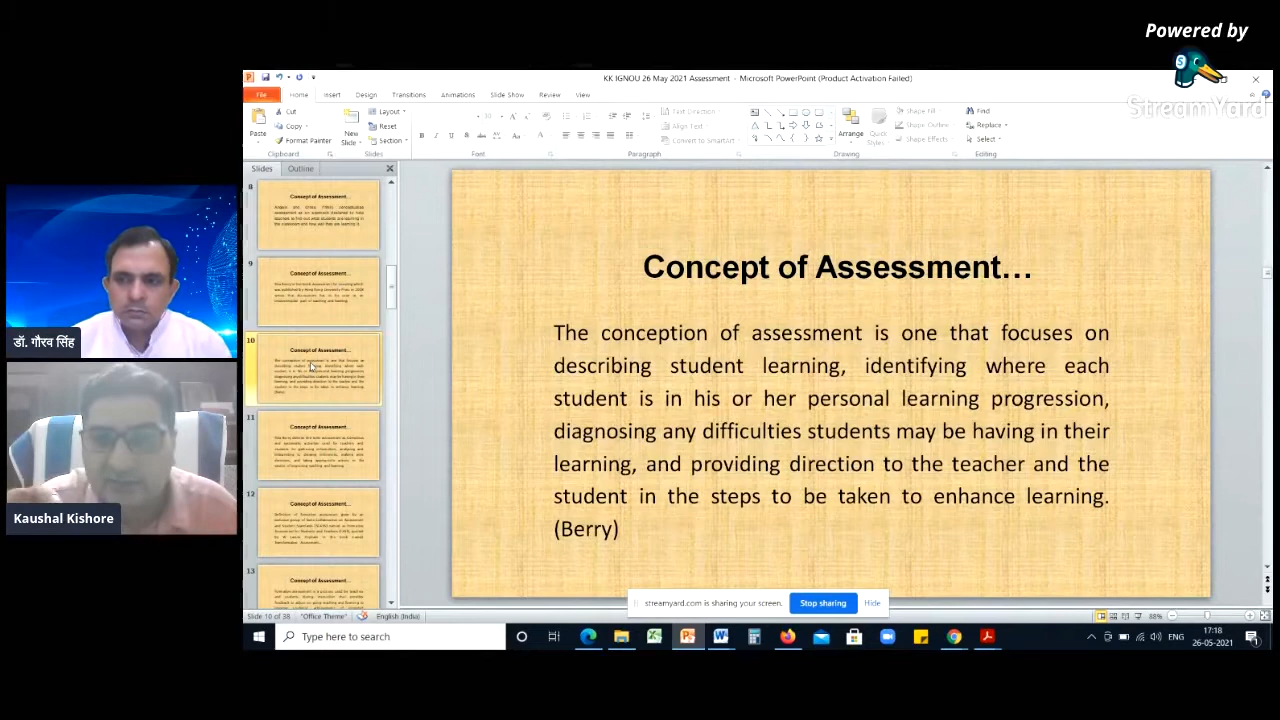 Powered by
StreamYard
KK IGNOU 26 May 2021 Assessment - Microsoft PowerPoint (Product Activation Failed)
File Home Insert Design Transitions Animations Slide Show Review View
Paste
Cut
Copy
Format Painter
Clipboard
New
Slide
Layout
Reset
Section
Slides
Font
Text Direction
Align Text
Convert to SmartArt
Paragraph
Arrange
Quick
Styles
Shape Fill
Shape Outline
Shape Effects
Drawing
Find
Replace
Select
Editing
Slides Outline
8
Concept of Assessment...
9
Concept of Assessment...
10
Concept of Assessment...
11
Concept of Assessment...
12
Concept of Assessment...
13
Concept of Assessment...
डॉ. गौरव सिंह
Kaushal Kishore
Concept of Assessment…
The conception of assessment is one that focuses on
describing student learning, identifying where each
student is in his or her personal learning progression,
diagnosing any difficulties students may be having in their
learning, and providing direction to the teacher and the
student in the steps to be taken to enhance learning.
(Berry)
streamyard.com is sharing your screen.
Stop sharing
Hide
Slide 10 of 38 "Office Theme" English (India)
88%
Type here to search
ENG
17:18
26-05-2021